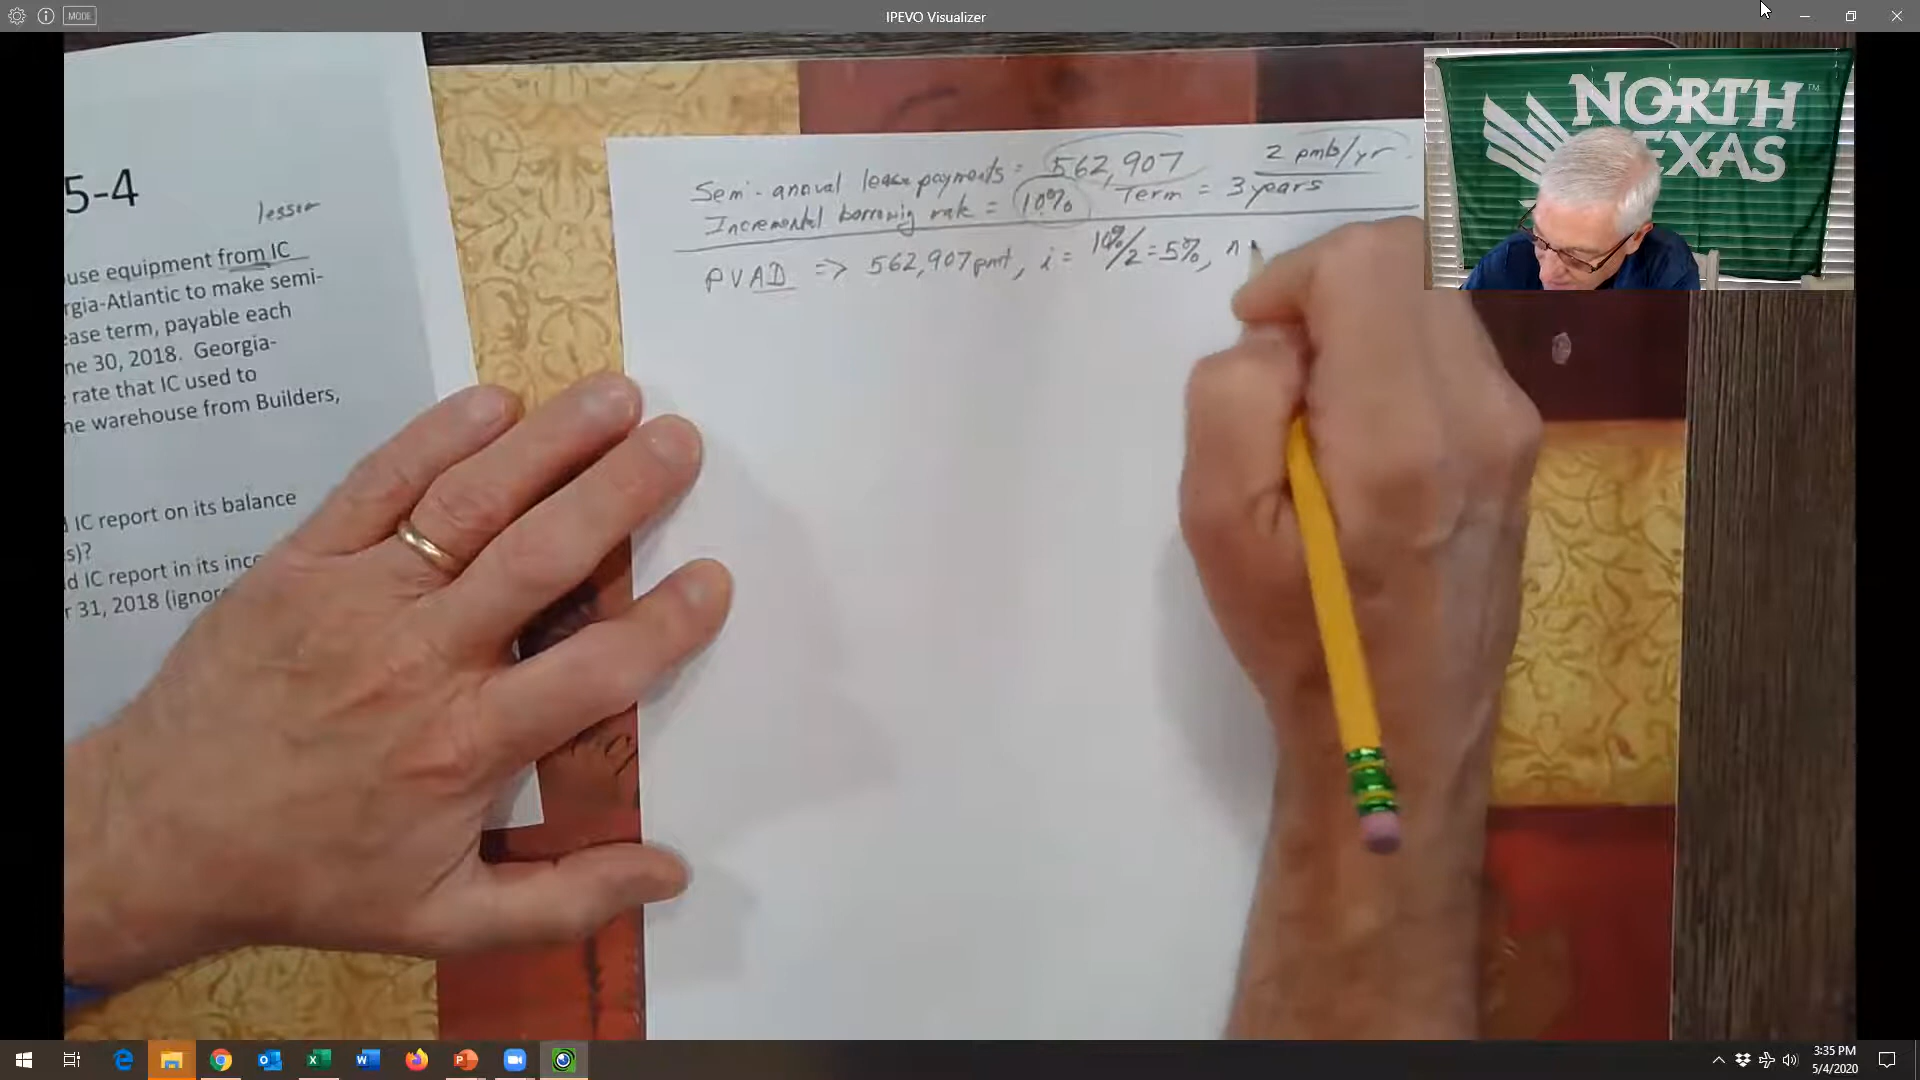 MODE
IPEVO Visualizer
5-4
lessor
use equipment from IC
rgia-Atlantic to make semi-
ase term, payable each
ne 30, 2018. Georgia-
rate that IC used to
ne warehouse from Builders,
IC report on its balance
s)?
d IC report in its inc
r 31, 2018 (ignor
Semi-annual lease payments = 562,907 2 pmts/yr
Incremental borrowing rate = 10% Term = 3 years
PVAD => 562,907 pmt, i = 10%/2 = 5%, n
NORTH TEXAS
TM
3:35 PM
5/4/2020